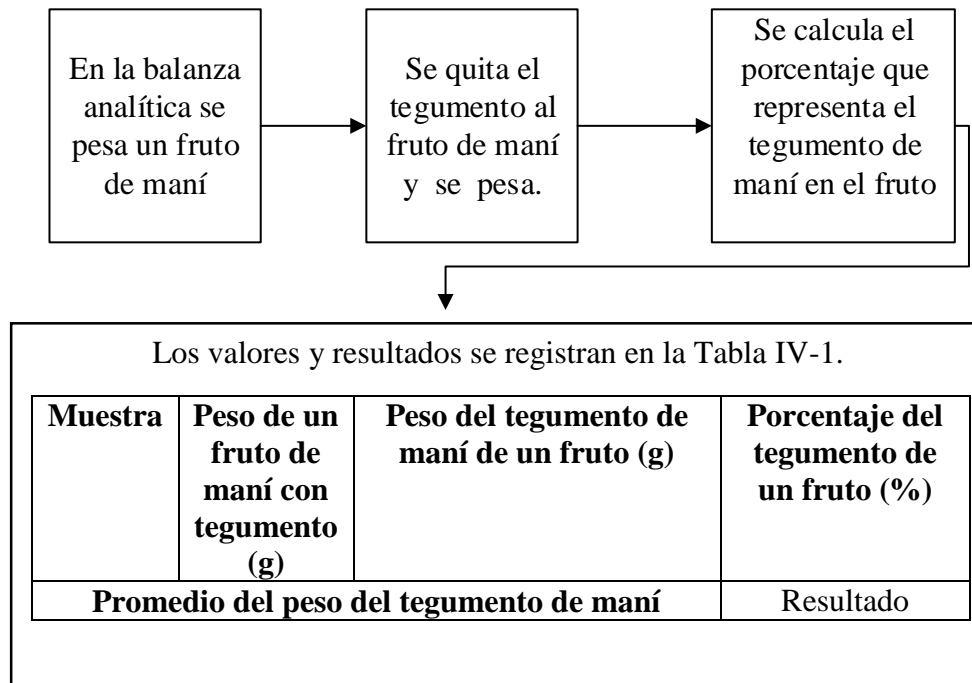 En la balanza
analítica se
pesa un fruto
de maní
Se quita el
tegumento al
fruto de maní
y se pesa.
Se calcula el
porcentaje que
representa el
tegumento de
maní en el fruto
Los valores y resultados se registran en la Tabla IV-1.
Muestra
Peso de un
fruto de
maní con
tegumento
(g)
Peso del tegumento de
maní de un fruto (g)
Porcentaje del
tegumento de
un fruto (%)
Promedio del peso del tegumento de maní
Resultado